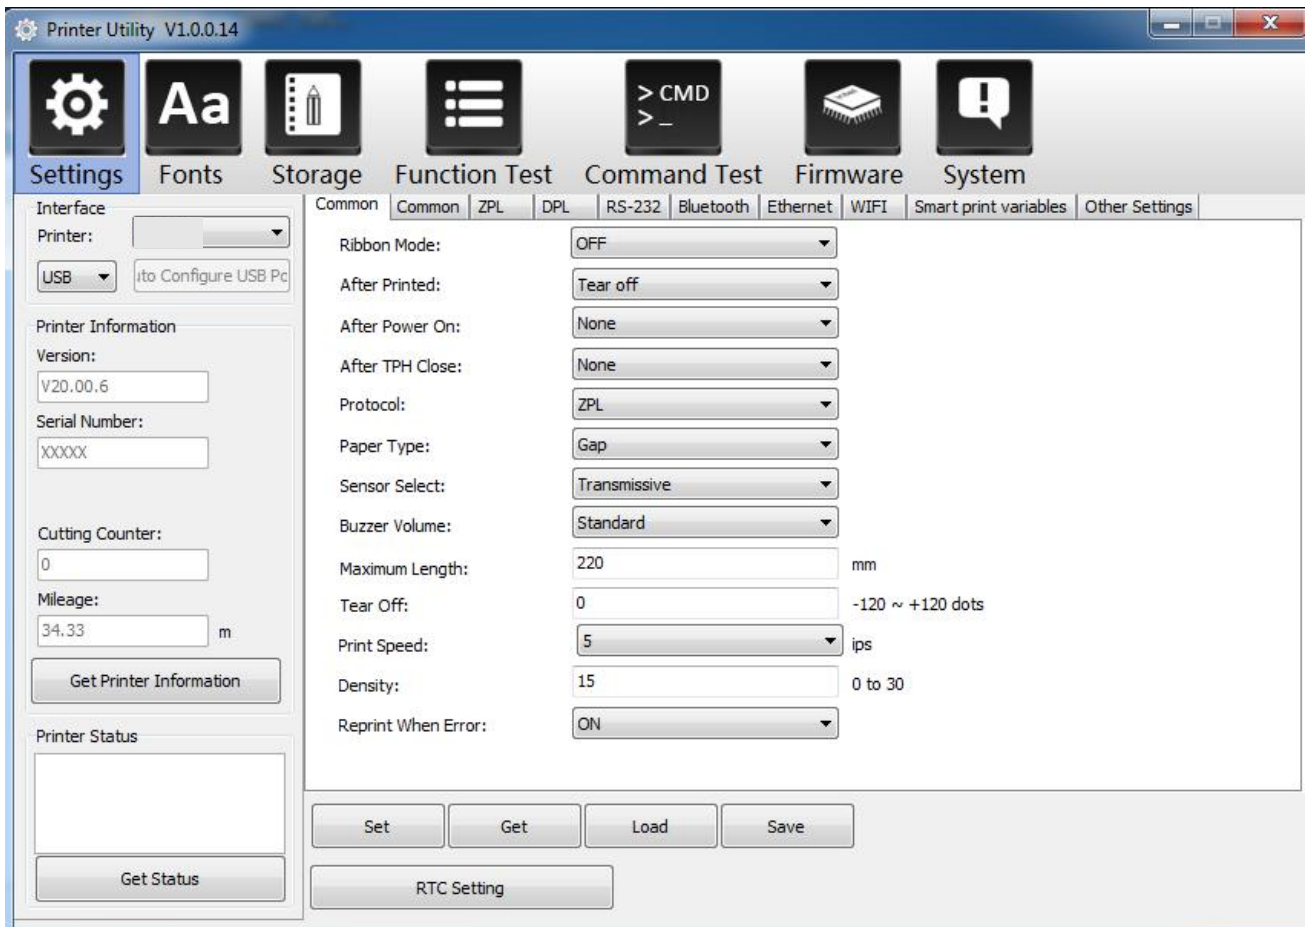 Printer Utility V1.0.0.14
Aa
> CMD
> _
Settings Fonts Storage Function Test Command Test Firmware System
Interface
Printer:
USB
ito Configure USB Pc
Printer Information
Version:
V20.00.6
Serial Number:
XXXXX
Cutting Counter:
0
Mileage:
34.33 m
Get Printer Information
Printer Status
Get Status
Common Common ZPL DPL RS-232 Bluetooth Ethernet WIFI Smart print variables Other Settings
Ribbon Mode: OFF
After Printed: Tear off
After Power On: None
After TPH Close: None
Protocol: ZPL
Paper Type: Gap
Sensor Select: Transmissive
Buzzer Volume: Standard
Maximum Length: 220 mm
Tear Off: 0 -120 ~ +120 dots
Print Speed: 5 ips
Density: 15 0 to 30
Reprint When Error: ON
Set Get Load Save
RTC Setting